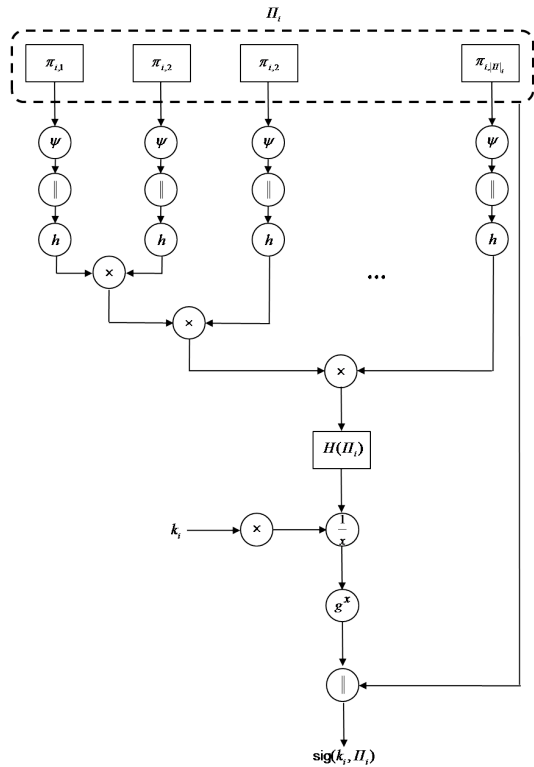 Π_i
π_{i,1} π_{i,2} π_{i,2} π_{i,|Π|_i}
ψ ψ ψ ψ
|| || || ||
h h h h
×
...
×
×
H(Π_i)
k_i × 1/x
g^x
||
sig(k_i, Π_i)